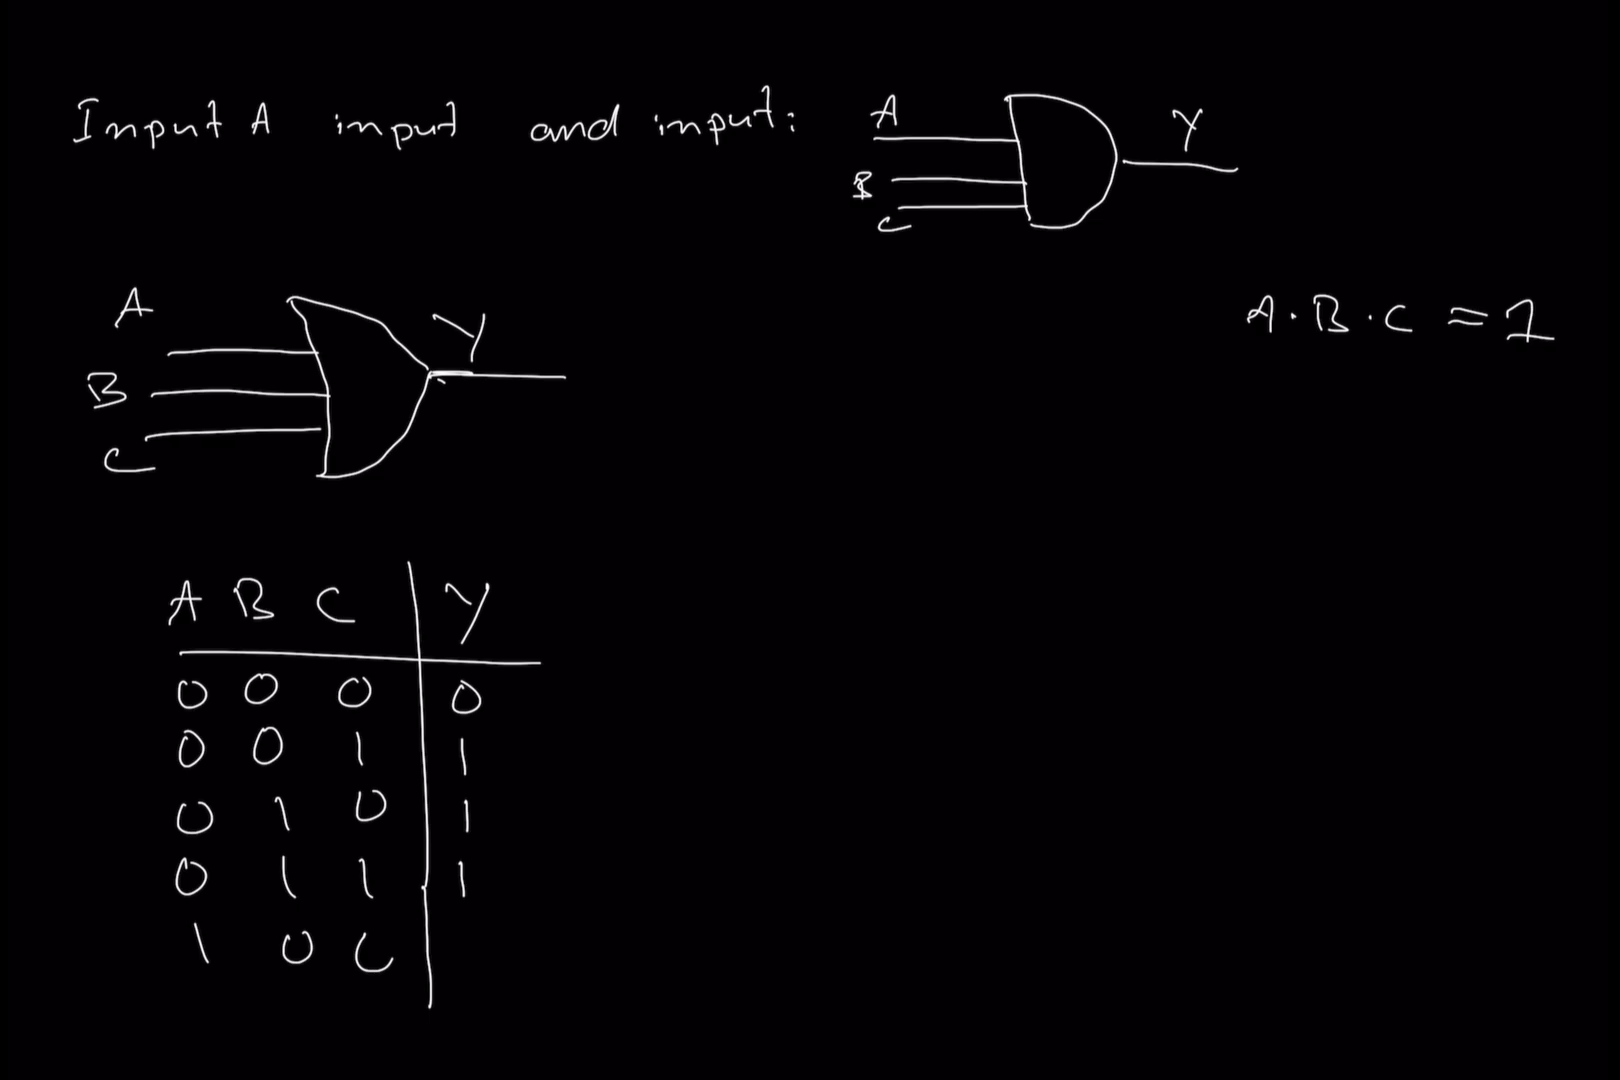 Input A input and input:
A
Y
B
C
A
Y
B
C
A · B · C = 1
A B C Y
0 0 0 0
0 0 1 1
0 1 0 1
0 1 1 1
1 0